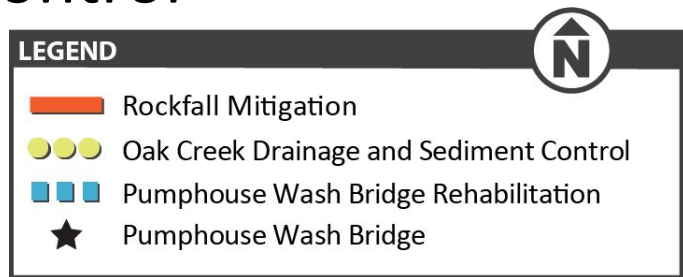 LEGEND
N
Rockfall Mitigation
Oak Creek Drainage and Sediment Control
Pumphouse Wash Bridge Rehabilitation
Pumphouse Wash Bridge